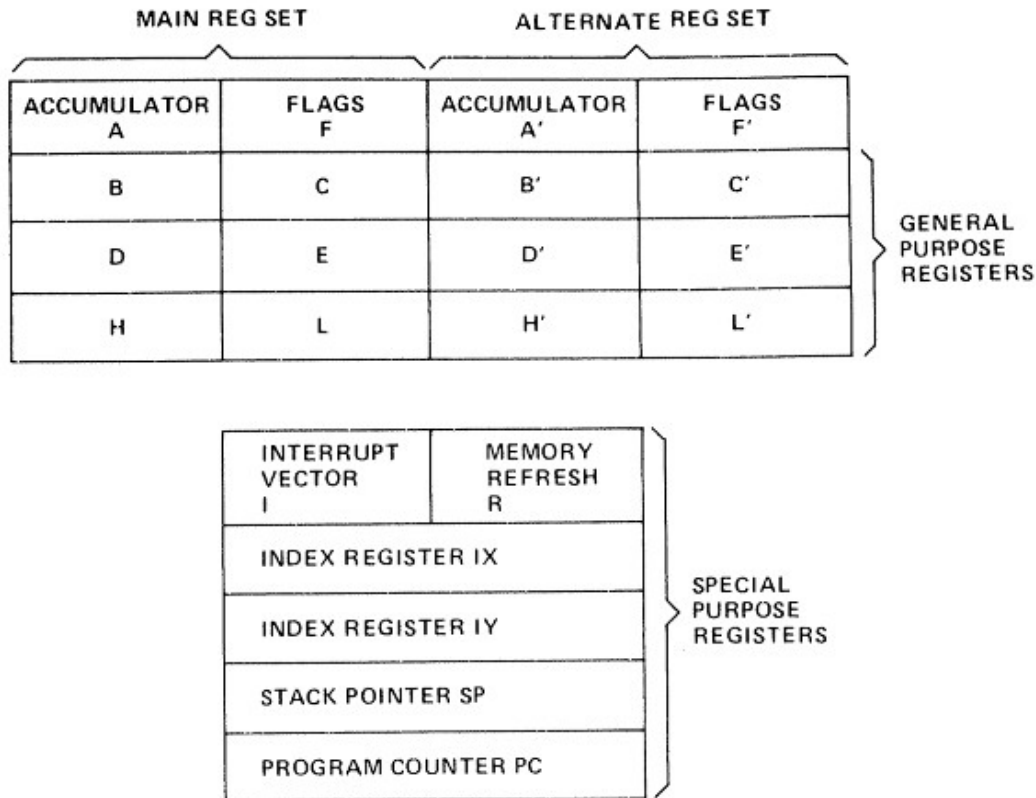 MAIN REG SET
ALTERNATE REG SET
ACCUMULATOR
A
FLAGS
F
ACCUMULATOR
A'
FLAGS
F'
B
C
B'
C'
D
E
D'
E'
H
L
H'
L'
GENERAL
PURPOSE
REGISTERS
INTERRUPT
VECTOR
I
MEMORY
REFRESH
R
INDEX REGISTER IX
INDEX REGISTER IY
STACK POINTER SP
PROGRAM COUNTER PC
SPECIAL
PURPOSE
REGISTERS